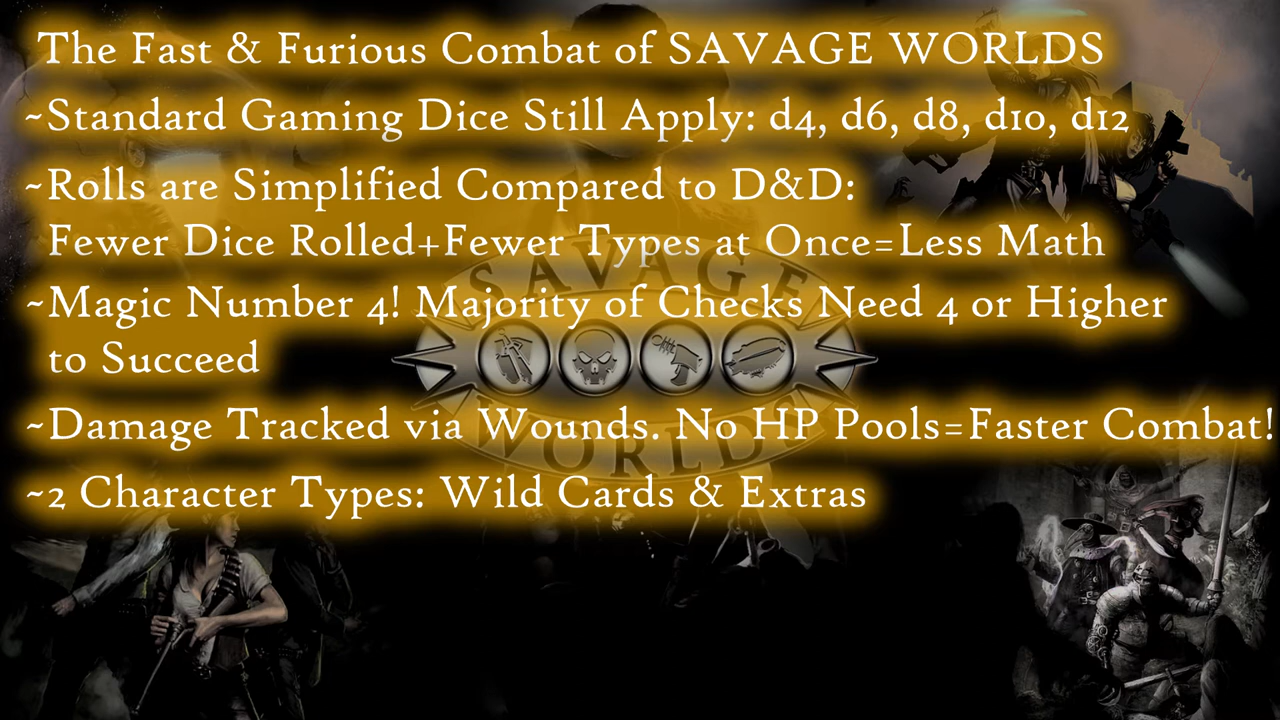 The Fast & Furious Combat of SAVAGE WORLDS
~Standard Gaming Dice Still Apply: d4, d6, d8, d10, d12
~Rolls are Simplified Compared to D&D:
Fewer Dice Rolled+Fewer Types at Once=Less Math
SAVAGE
~Magic Number 4! Majority of Checks Need 4 or Higher
to Succeed
~Damage Tracked via Wounds. No HP Pools=Faster Combat!
WORLDS
~2 Character Types: Wild Cards & Extras